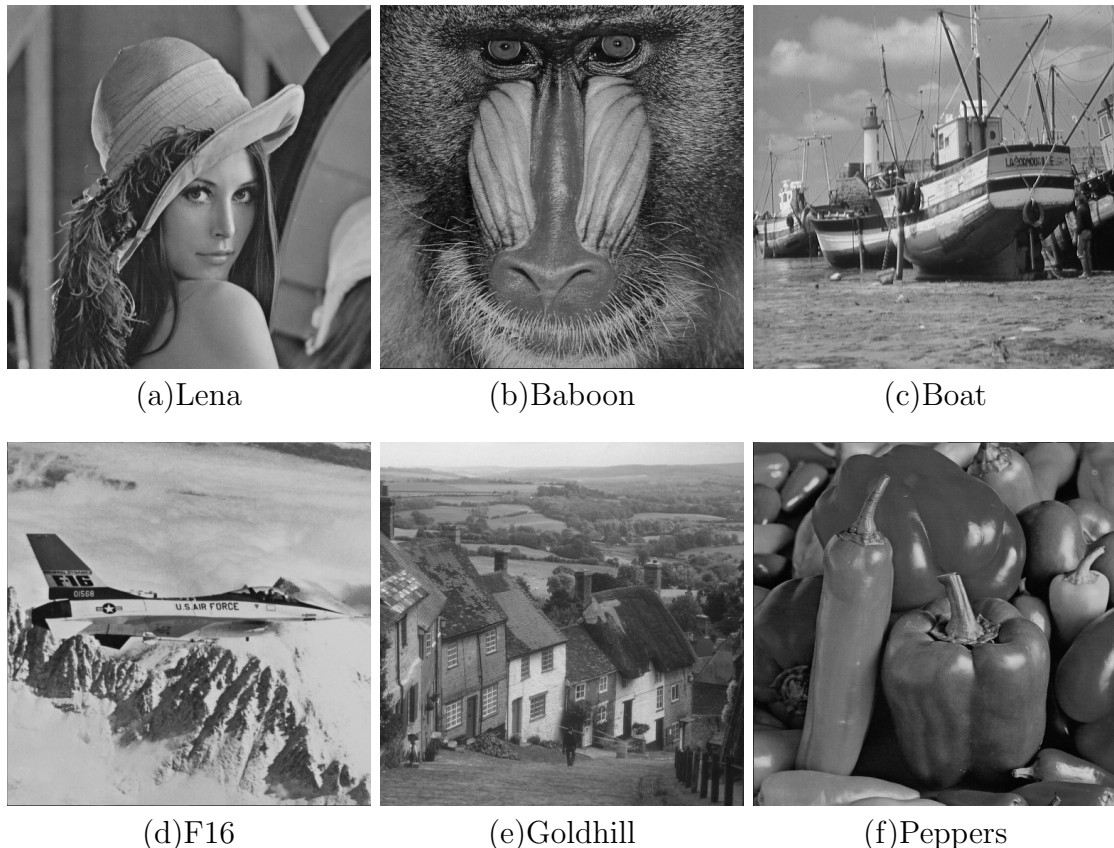 (a)Lena
(b)Baboon
(c)Boat
F16
01568
U.S. AIR FORCE
(d)F16
(e)Goldhill
(f)Peppers